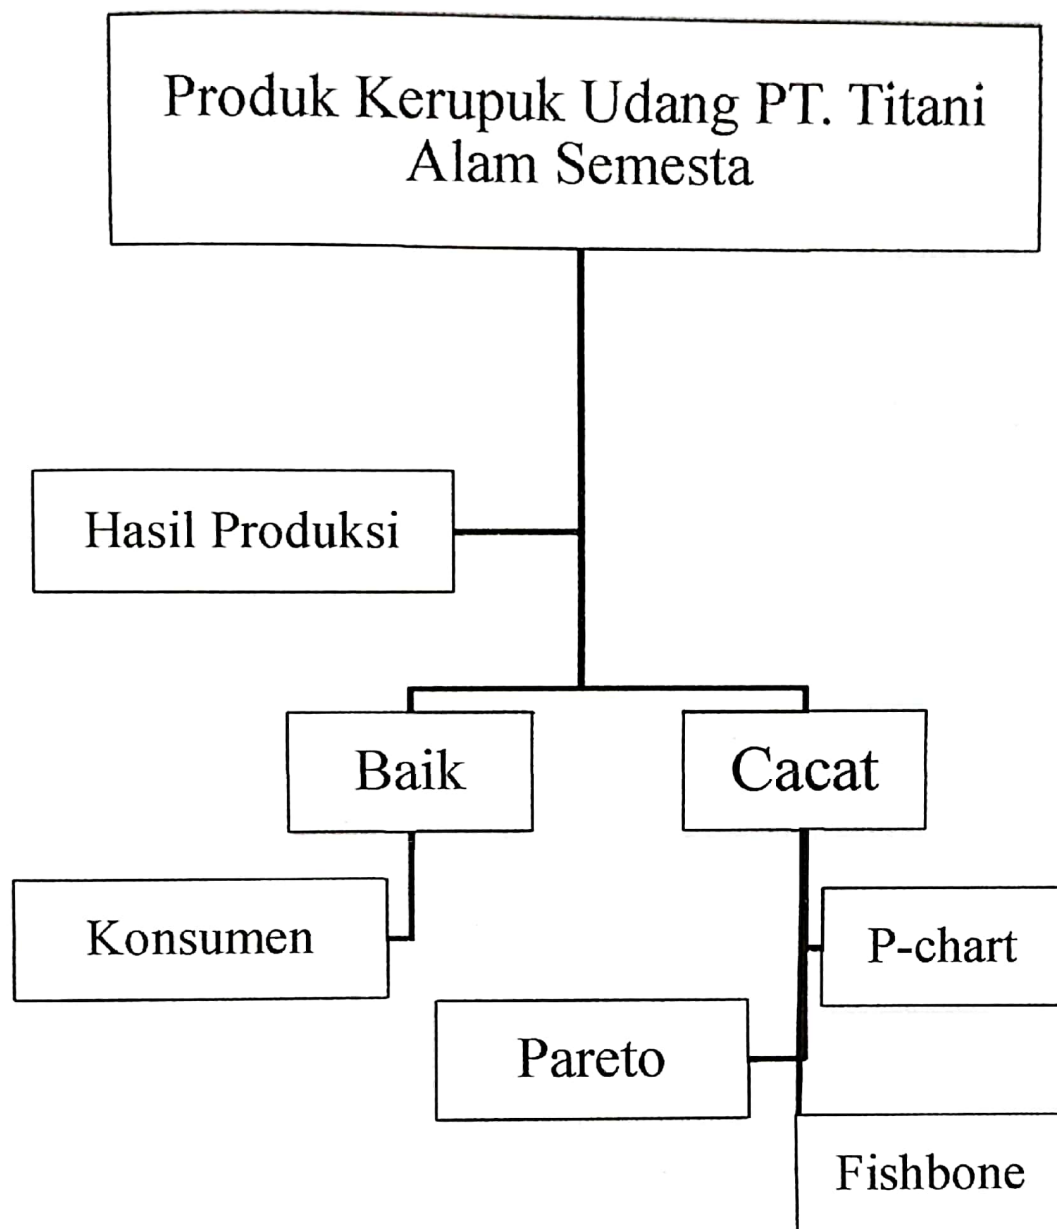 Produk Kerupuk Udang PT. Titani
Alam Semesta
Hasil Produksi
Baik
Cacat
Konsumen
P-chart
Pareto
Fishbone